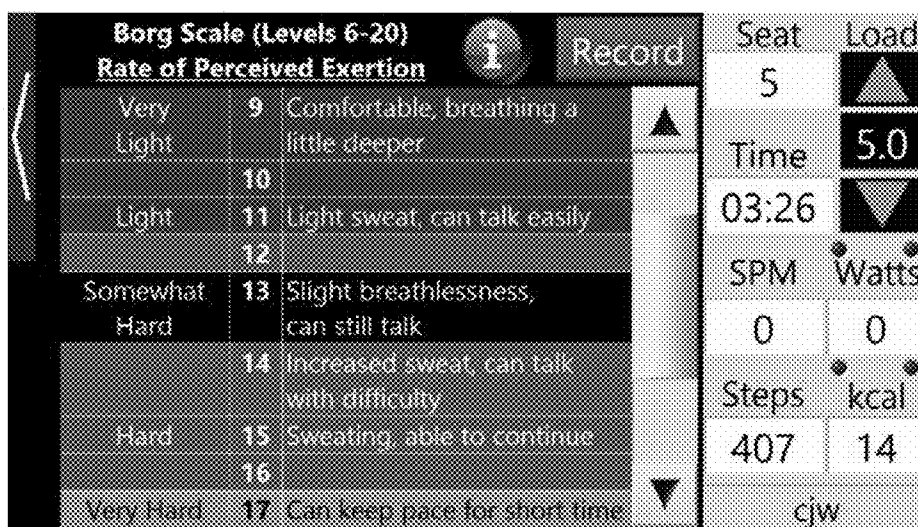 Borg Scale (Levels 6-20)
Rate of Perceived Exertion
i
Record
Very Light 9 Comfortable, breathing a little deeper
10
Light 11 Light sweat, can talk easily
12
Somewhat Hard 13 Slight breathlessness, can still talk
14 Increased sweat, can talk with difficulty
Hard 15 Sweating, able to continue
16
Very Hard 17 Can keep pace for short time
Seat Load
5
5.0
Time
03:26
SPM Watts
0 0
Steps kcal
407 14
cjw